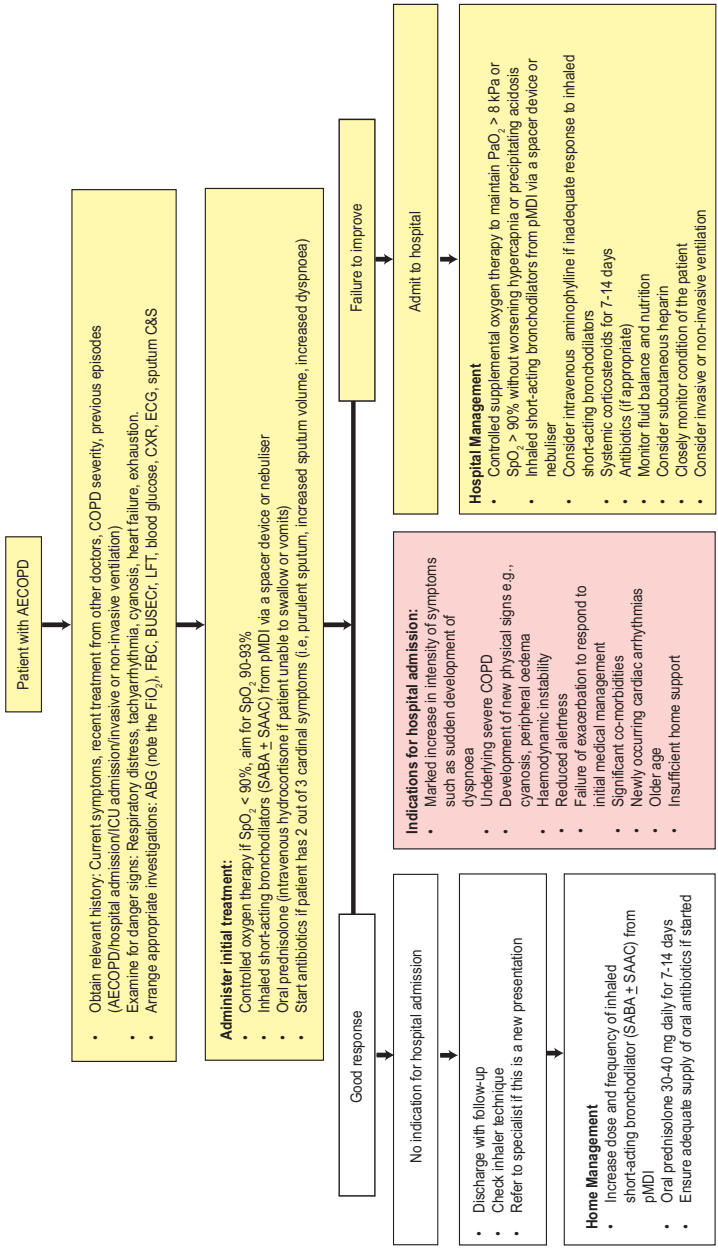 Patient with AECOPD
• Obtain relevant history: Current symptoms, recent treatment from other doctors, COPD severity, previous episodes
(AECOPD/hospital admission/ICU admission/invasive or non-invasive ventilation)
• Examine for danger signs: Respiratory distress, tachyarrhythmia, cyanosis, heart failure, exhaustion.
• Arrange appropriate investigations: ABG (note the FiO₂), FBC, BUSECr, LFT, blood glucose, CXR, ECG, sputum C&S
Administer initial treatment:
• Controlled oxygen therapy if SpO₂ < 90%, aim for SpO₂ 90-93%
• Inhaled short-acting bronchodilators (SABA ± SAAC) from pMDI via a spacer device or nebuliser
• Oral prednisolone (intravenous hydrocortisone if patient unable to swallow or vomits)
• Start antibiotics if patient has 2 out of 3 cardinal symptoms (i.e, purulent sputum, increased sputum volume, increased dyspnoea)
Good response
No indication for hospital admission
• Discharge with follow-up
• Check inhaler technique
• Refer to specialist if this is a new presentation
Home Management
• Increase dose and frequency of inhaled
short-acting bronchodilator (SABA ± SAAC) from
pMDI
• Oral prednisolone 30-40 mg daily for 7-14 days
• Ensure adequate supply of oral antibiotics if started
Indications for hospital admission:
• Marked increase in intensity of symptoms
such as sudden development of
dyspnoea
• Underlying severe COPD
• Development of new physical signs e.g.,
cyanosis, peripheral oedema
• Haemodynamic instability
• Reduced alertness
• Failure of exacerbation to respond to
initial medical management
• Significant co-morbidities
• Newly occurring cardiac arrhythmias
• Older age
• Insufficient home support
Failure to improve
Admit to hospital
Hospital Management
• Controlled supplemental oxygen therapy to maintain PaO₂ > 8 kPa or
SpO₂ > 90% without worsening hypercapnia or precipitating acidosis
• Inhaled short-acting bronchodilators from pMDI via a spacer device or
nebuliser
• Consider intravenous aminophylline if inadequate response to inhaled
short-acting bronchodilators
• Systemic corticosteroids for 7-14 days
• Antibiotics (if appropriate)
• Monitor fluid balance and nutrition
• Consider subcutaneous heparin
• Closely monitor condition of the patient
• Consider invasive or non-invasive ventilation